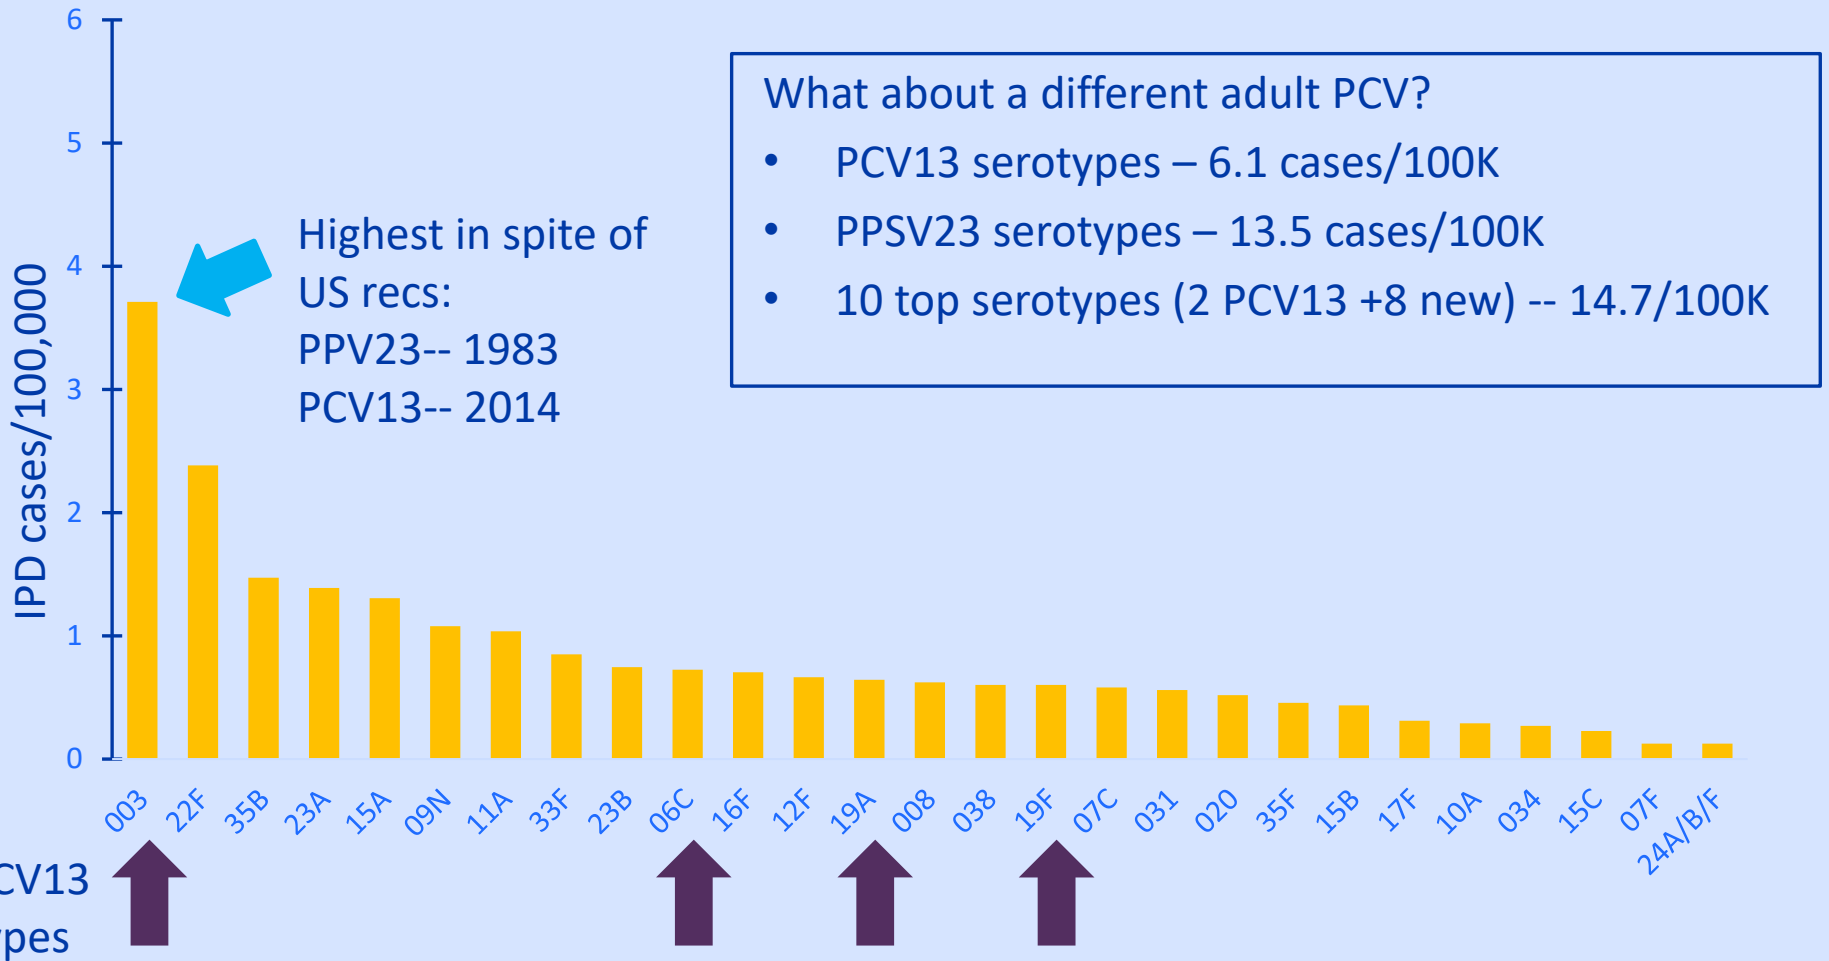 6
5
4
3
2
1
0
IPD cases/100,000
What about a different adult PCV?
• PCV13 serotypes – 6.1 cases/100K
• PPSV23 serotypes – 13.5 cases/100K
• 10 top serotypes (2 PCV13 +8 new) -- 14.7/100K
Highest in spite of
US recs:
PPV23-- 1983
PCV13-- 2014
003 22F 35B 23A 15A 09N 11A 33F 23B 06C 16F 12F 19A 008 038 19F 07C 031 020 35F 15B 17F 10A 034 15C 07F 24A/B/F
CV13
ypes